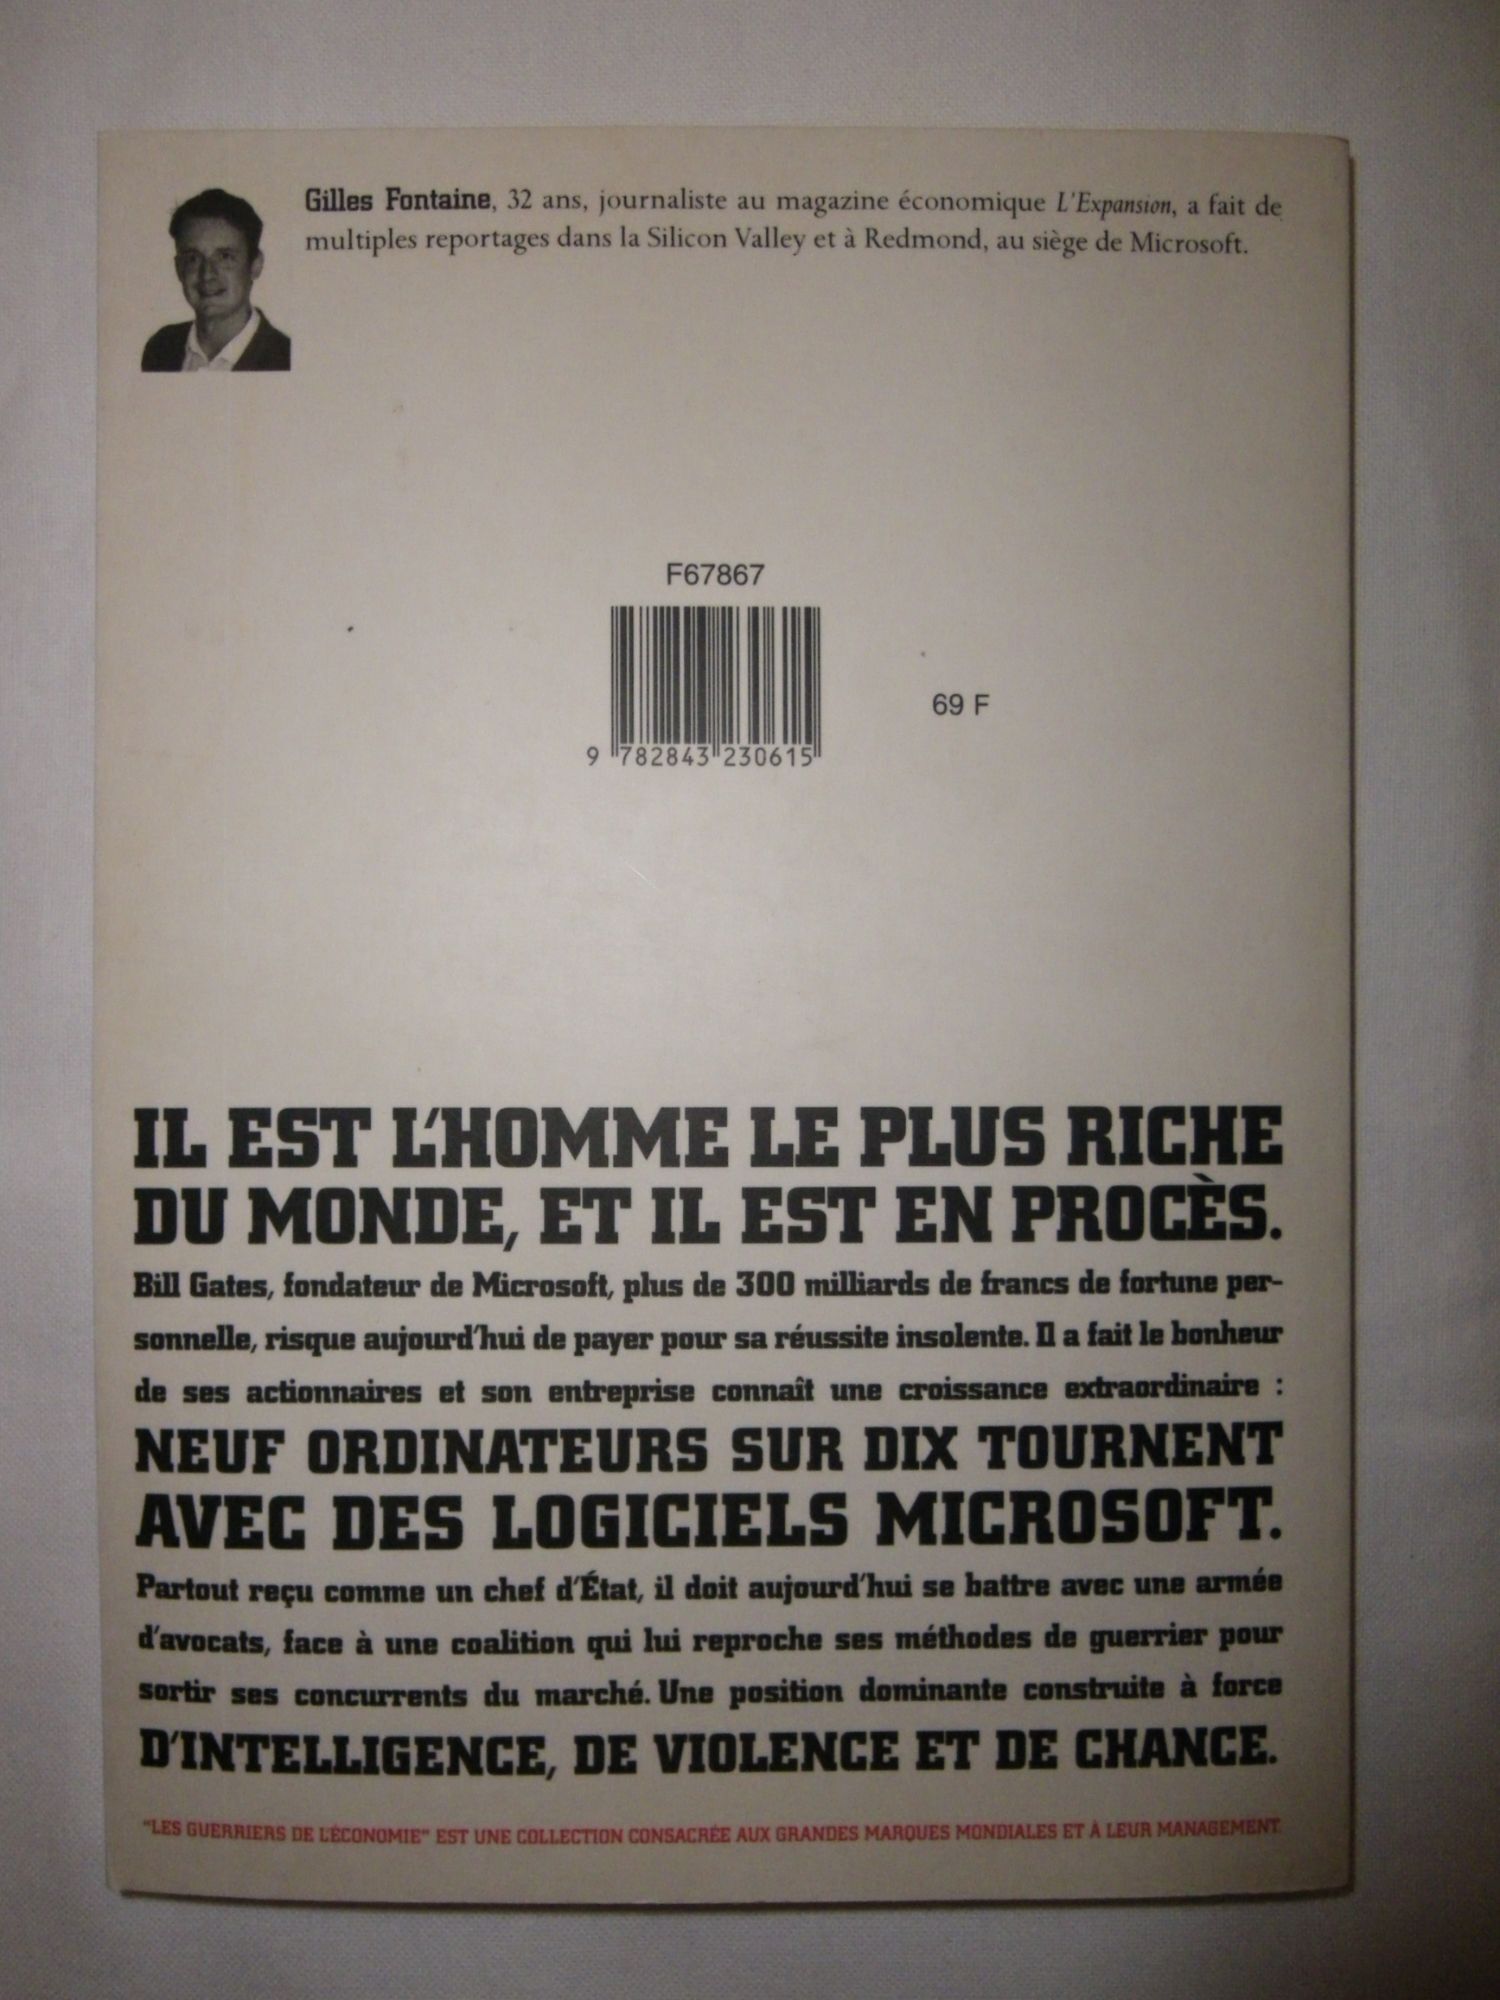 Gilles Fontaine, 32 ans, journaliste au magazine économique L'Expansion, a fait de
multiples reportages dans la Silicon Valley et à Redmond, au siège de Microsoft.
F67867
69 F
9 782843 230615
IL EST L'HOMME LE PLUS RICHE
DU MONDE, ET IL EST EN PROCÈS.
Bill Gates, fondateur de Microsoft, plus de 300 milliards de francs de fortune per-
sonnelle, risque aujourd'hui de payer pour sa réussite insolente. Il a fait le bonheur
de ses actionnaires et son entreprise connaît une croissance extraordinaire :
NEUF ORDINATEURS SUR DIX TOURNENT
AVEC DES LOGICIELS MICROSOFT.
Partout reçu comme un chef d'État, il doit aujourd'hui se battre avec une armée
d'avocats, face à une coalition qui lui reproche ses méthodes de guerrier pour
sortir ses concurrents du marché. Une position dominante construite à force
D'INTELLIGENCE, DE VIOLENCE ET DE CHANCE.
"LES GUERRIERS DE L'ÉCONOMIE" EST UNE COLLECTION CONSACRÉE AUX GRANDES MARQUES MONDIALES ET À LEUR MANAGEMENT.